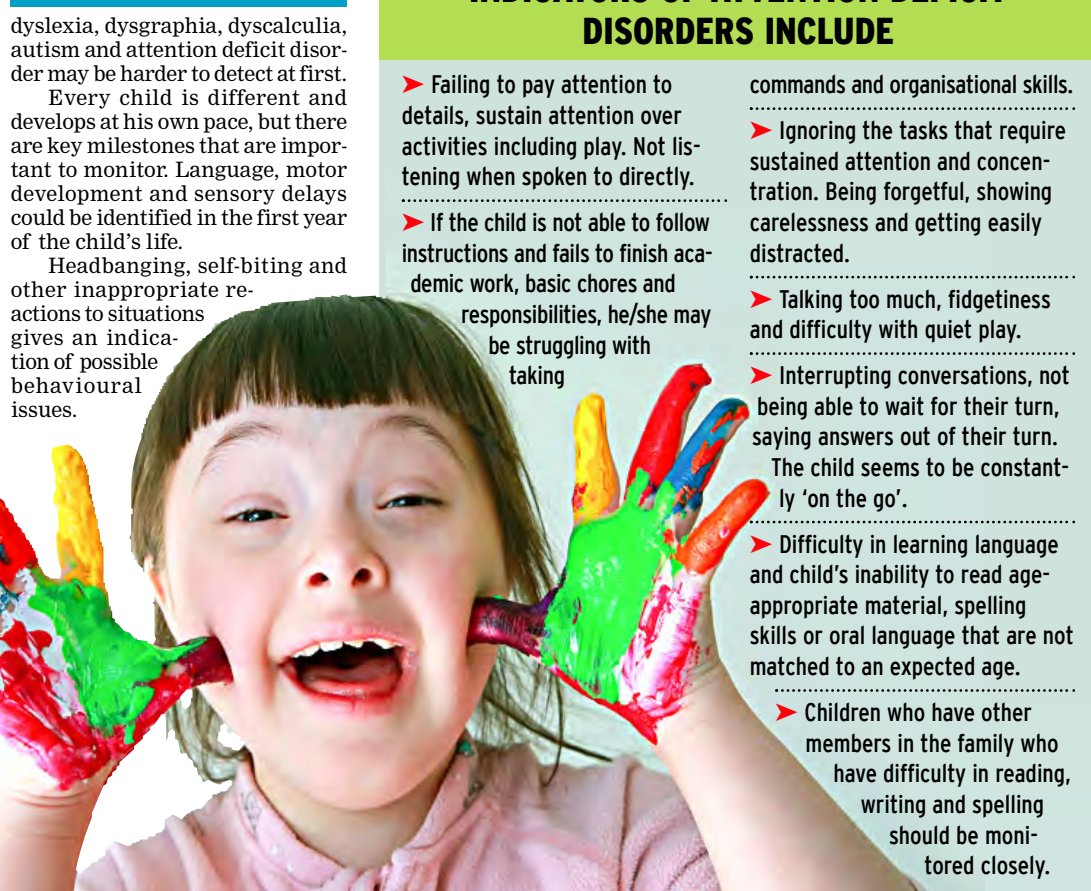 dyslexia, dysgraphia, dyscalculia,
autism and attention deficit disor-
der may be harder to detect at first.
Every child is different and
develops at his own pace, but there
are key milestones that are impor-
tant to monitor. Language, motor
development and sensory delays
could be identified in the first year
of the child's life.
Headbanging, self-biting and
other inappropriate re-
actions to situations
gives an indica-
tion of possible
behavioural
issues.
INDICATORS OF ATTENTION DEFICIT
DISORDERS INCLUDE
➤ Failing to pay attention to
details, sustain attention over
activities including play. Not lis-
tening when spoken to directly.
➤ If the child is not able to follow
instructions and fails to finish aca-
demic work, basic chores and
responsibilities, he/she may
be struggling with
taking
commands and organisational skills.
➤ Ignoring the tasks that require
sustained attention and concen-
tration. Being forgetful, showing
carelessness and getting easily
distracted.
➤ Talking too much, fidgetiness
and difficulty with quiet play.
➤ Interrupting conversations, not
being able to wait for their turn,
saying answers out of their turn.
The child seems to be constant-
ly 'on the go'.
➤ Difficulty in learning language
and child's inability to read age-
appropriate material, spelling
skills or oral language that are not
matched to an expected age.
➤ Children who have other
members in the family who
have difficulty in reading,
writing and spelling
should be moni-
tored closely.